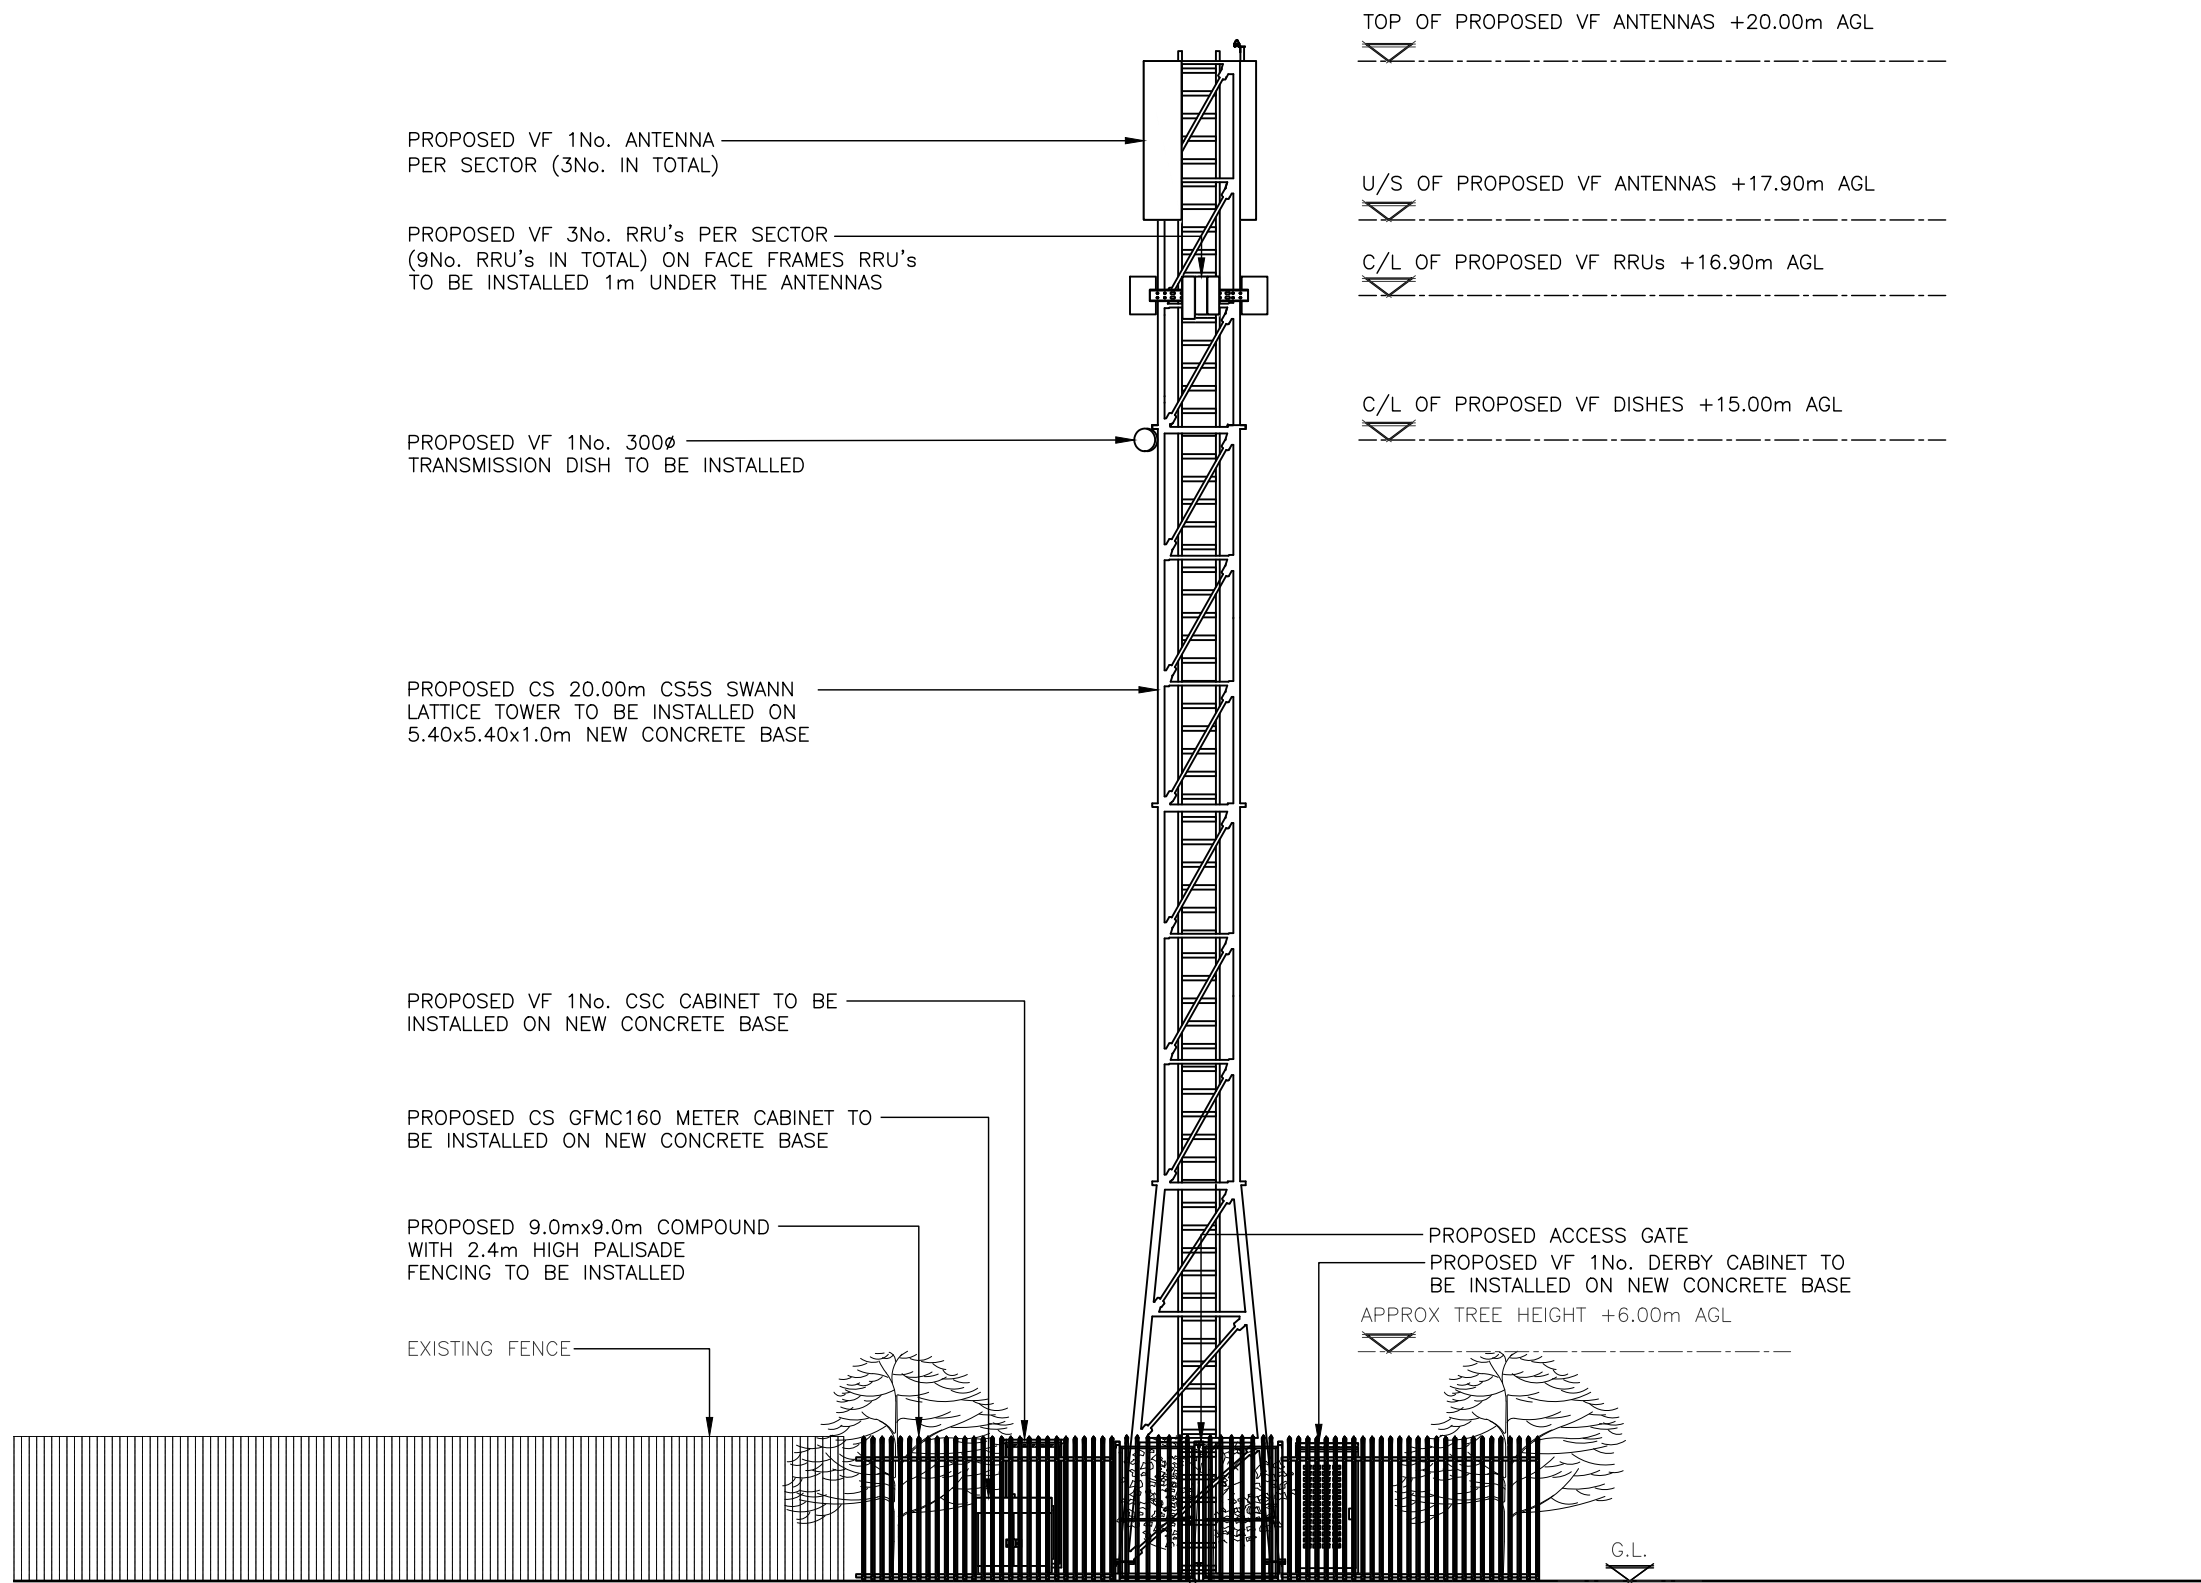 TOP OF PROPOSED VF ANTENNAS +20.00m AGL
PROPOSED VF 1No. ANTENNA
PER SECTOR (3No. IN TOTAL)
U/S OF PROPOSED VF ANTENNAS +17.90m AGL
PROPOSED VF 3No. RRU's PER SECTOR
(9No. RRU's IN TOTAL) ON FACE FRAMES RRU's
TO BE INSTALLED 1m UNDER THE ANTENNAS
C/L OF PROPOSED VF RRUs +16.90m AGL
C/L OF PROPOSED VF DISHES +15.00m AGL
PROPOSED VF 1No. 300ø
TRANSMISSION DISH TO BE INSTALLED
PROPOSED CS 20.00m CS5S SWANN
LATTICE TOWER TO BE INSTALLED ON
5.40x5.40x1.0m NEW CONCRETE BASE
PROPOSED VF 1No. CSC CABINET TO BE
INSTALLED ON NEW CONCRETE BASE
PROPOSED CS GFMC160 METER CABINET TO
BE INSTALLED ON NEW CONCRETE BASE
PROPOSED 9.0mx9.0m COMPOUND
WITH 2.4m HIGH PALISADE
FENCING TO BE INSTALLED
PROPOSED ACCESS GATE
PROPOSED VF 1No. DERBY CABINET TO
BE INSTALLED ON NEW CONCRETE BASE
APPROX TREE HEIGHT +6.00m AGL
EXISTING FENCE
G.L.